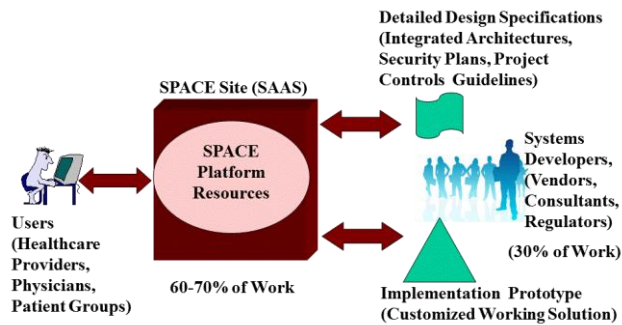 Detailed Design Specifications
(Integrated Architectures,
Security Plans, Project
Controls Guidelines)
SPACE Site (SAAS)
SPACE
Platform
Resources
Systems
Developers,
(Vendors,
Consultants,
Regulators)
(30% of Work)
Users
(Healthcare
Providers,
Physicians,
Patient Groups)
60-70% of Work
Implementation Prototype
(Customized Working Solution)